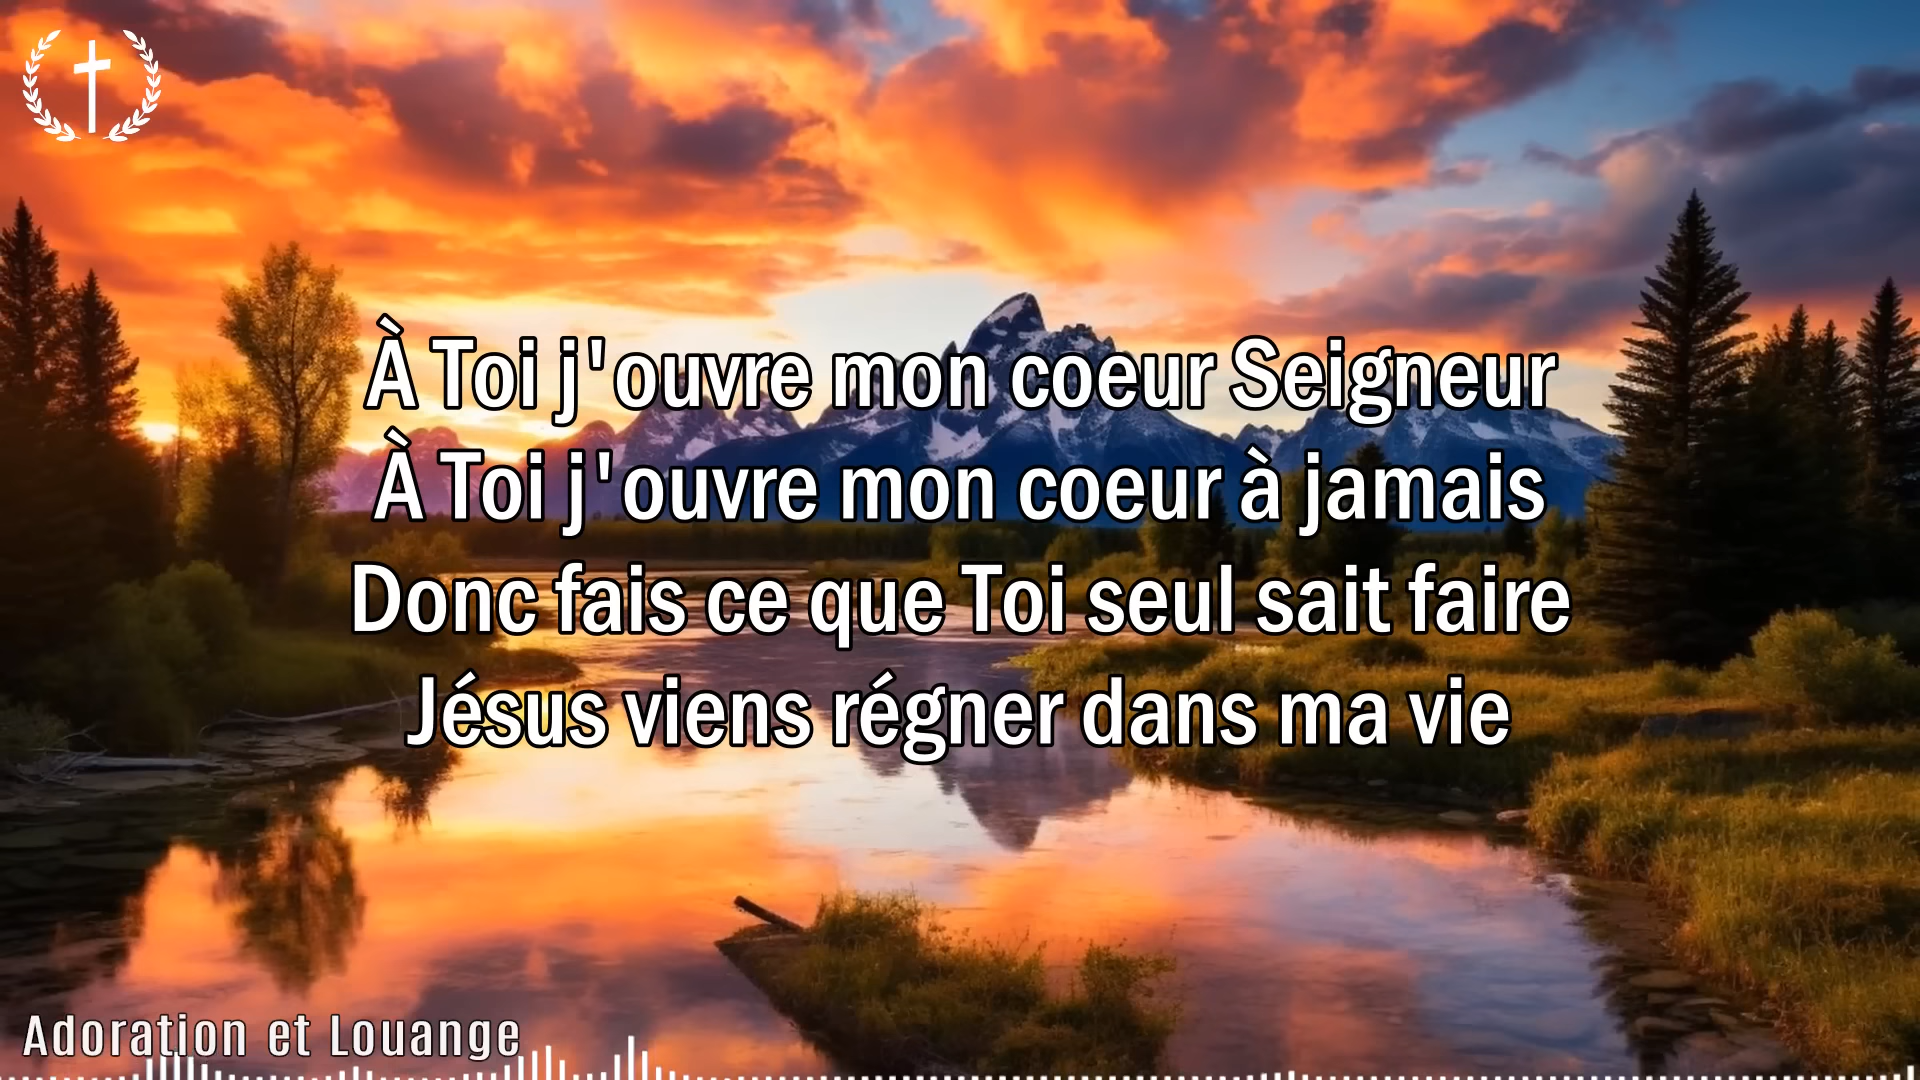 À Toi j'ouvre mon coeur Seigneur
À Toi j'ouvre mon coeur à jamais
Donc fais ce que Toi seul sait faire
Jésus viens régner dans ma vie
Adoration et Louange